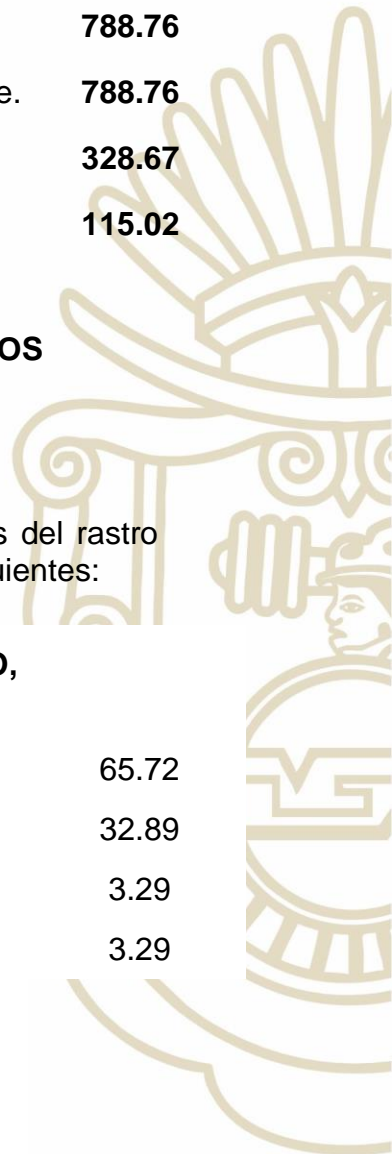 788.76
e. 788.76
328.67
115.02
OS
s del rastro
uientes:
O,
65.72
32.89
3.29
3.29